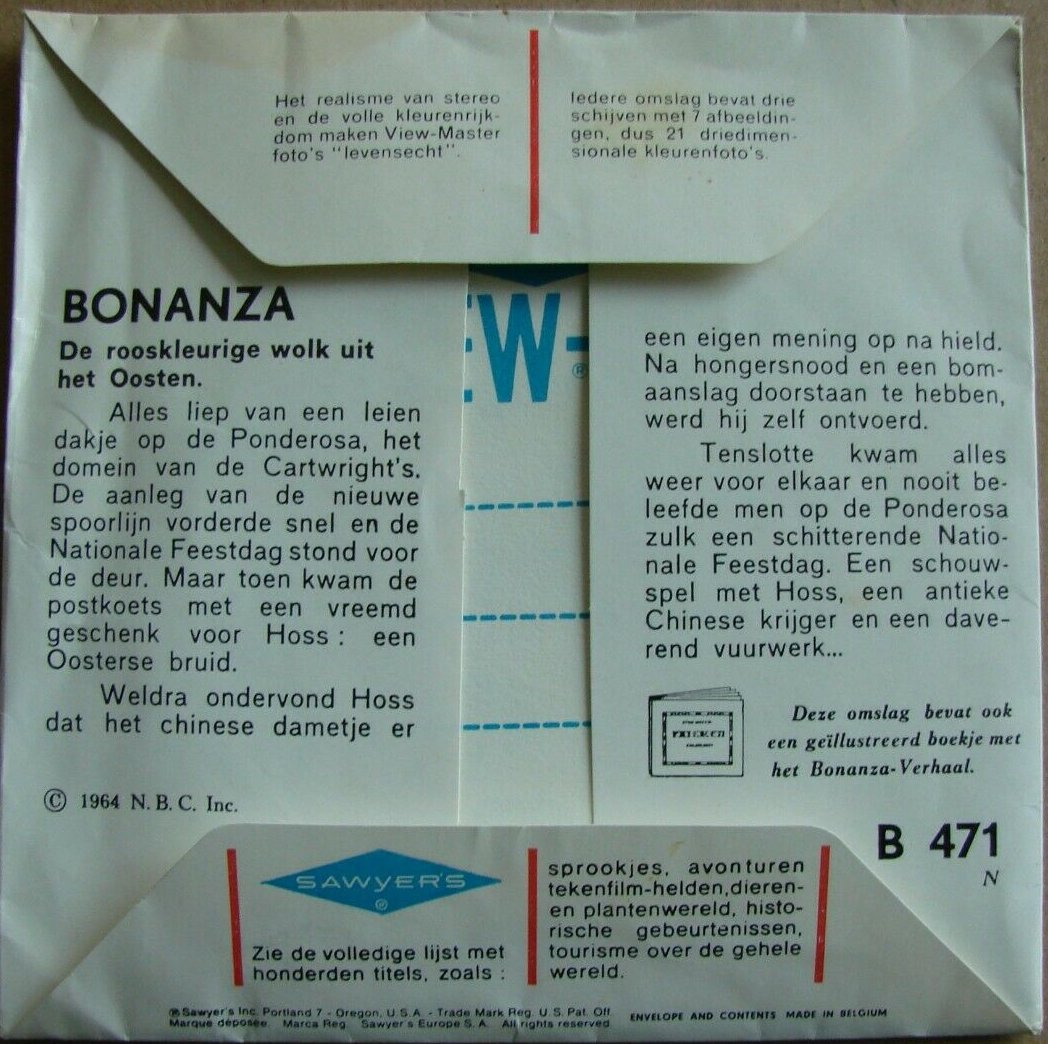 Het realisme van stereo
en de volle kleurenrijk-
dom maken View-Master
foto's "levensecht".
Iedere omslag bevat drie
schijven met 7 afbeeldin-
gen, dus 21 driedimen-
sionale kleurenfoto's.
EW-
®
BONANZA
De rooskleurige wolk uit
het Oosten.
Alles liep van een leien
dakje op de Ponderosa, het
domein van de Cartwright's.
De aanleg van de nieuwe
spoorlijn vorderde snel en de
Nationale Feestdag stond voor
de deur. Maar toen kwam de
postkoets met een vreemd
geschenk voor Hoss : een
Oosterse bruid.
Weldra ondervond Hoss
dat het chinese dametje er
een eigen mening op na hield.
Na hongersnood en een bom-
aanslag doorstaan te hebben,
werd hij zelf ontvoerd.
Tenslotte kwam alles
weer voor elkaar en nooit be-
leefde men op de Ponderosa
zulk een schitterende Natio-
nale Feestdag. Een schouw-
spel met Hoss, een antieke
Chinese krijger en een dave-
rend vuurwerk...
Deze omslag bevat ook
een geïllustreerd boekje met
het Bonanza-Verhaal.
© 1964 N. B. C. Inc.
B 471
N
SAWYER'S
®
Zie de volledige lijst met
honderden titels, zoals :
sprookjes, avonturen
tekenfilm-helden,dieren-
en plantenwereld, histo-
rische gebeurtenissen,
tourisme over de gehele
wereld.
® Sawyer's Inc. Portland 7 - Oregon, U.S.A. - Trade Mark Reg. U.S. Pat. Off.
Marque déposée. Marca Reg. Sawyer's Europe S. A. All rights reserved
ENVELOPE AND CONTENTS MADE IN BELGIUM